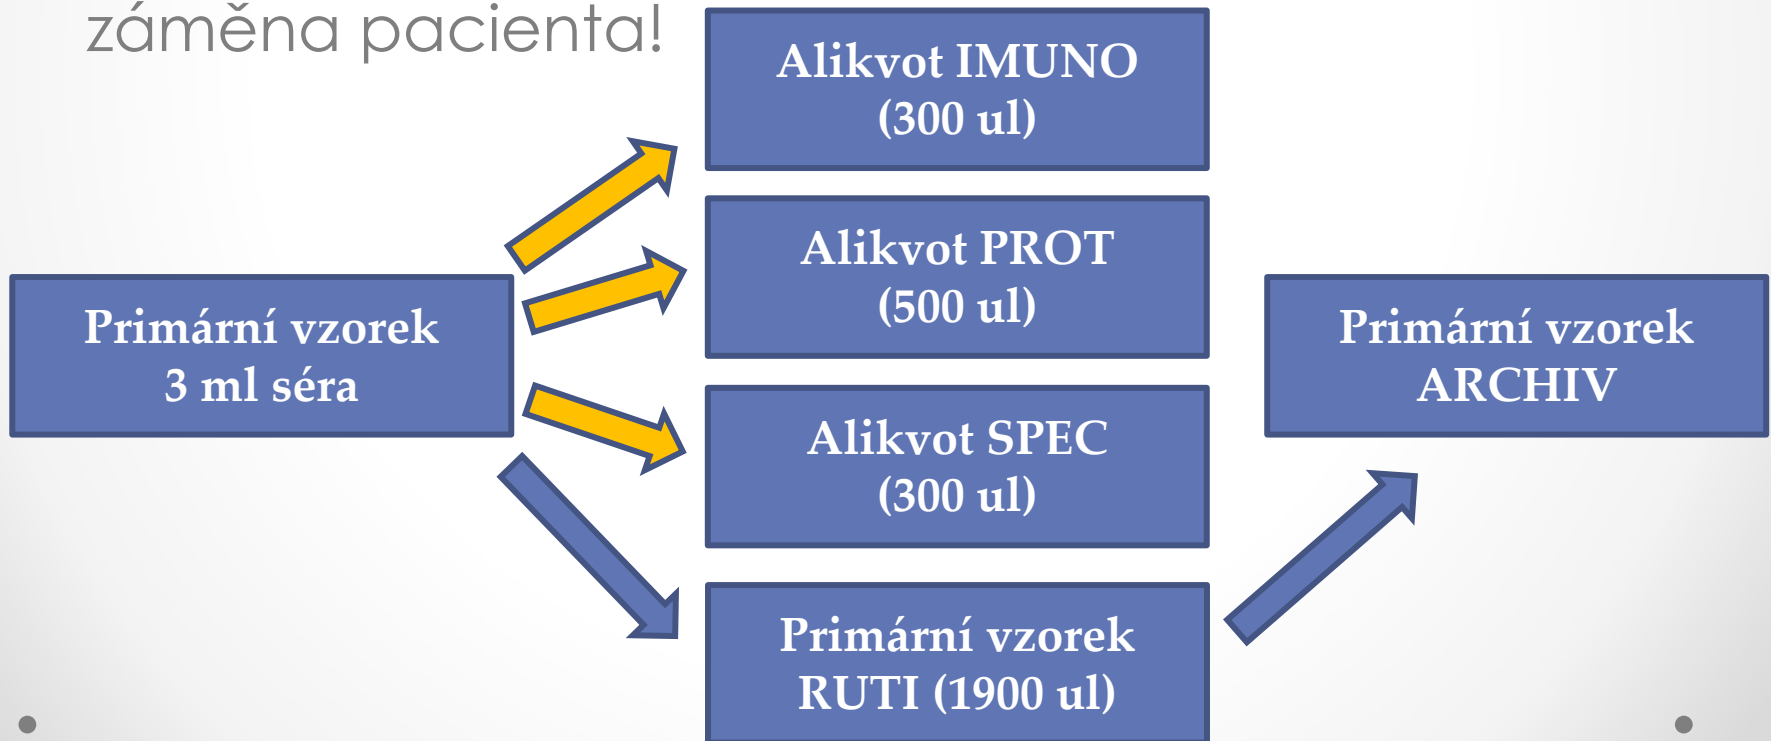 záměna pacienta!
Alikvot IMUNO
(300 ul)
Alikvot PROT
(500 ul)
Primární vzorek
3 ml séra
Primární vzorek
ARCHIV
Alikvot SPEC
(300 ul)
Primární vzorek
RUTI (1900 ul)